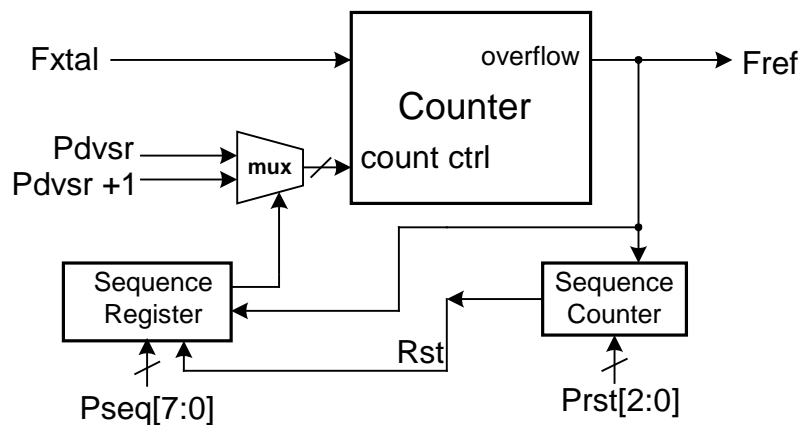 Fxtal
overflow
Fref
Counter
Pdvsr
Pdvsr +1
mux
count ctrl
Sequence
Register
Sequence
Counter
Rst
Pseq[7:0]
Prst[2:0]